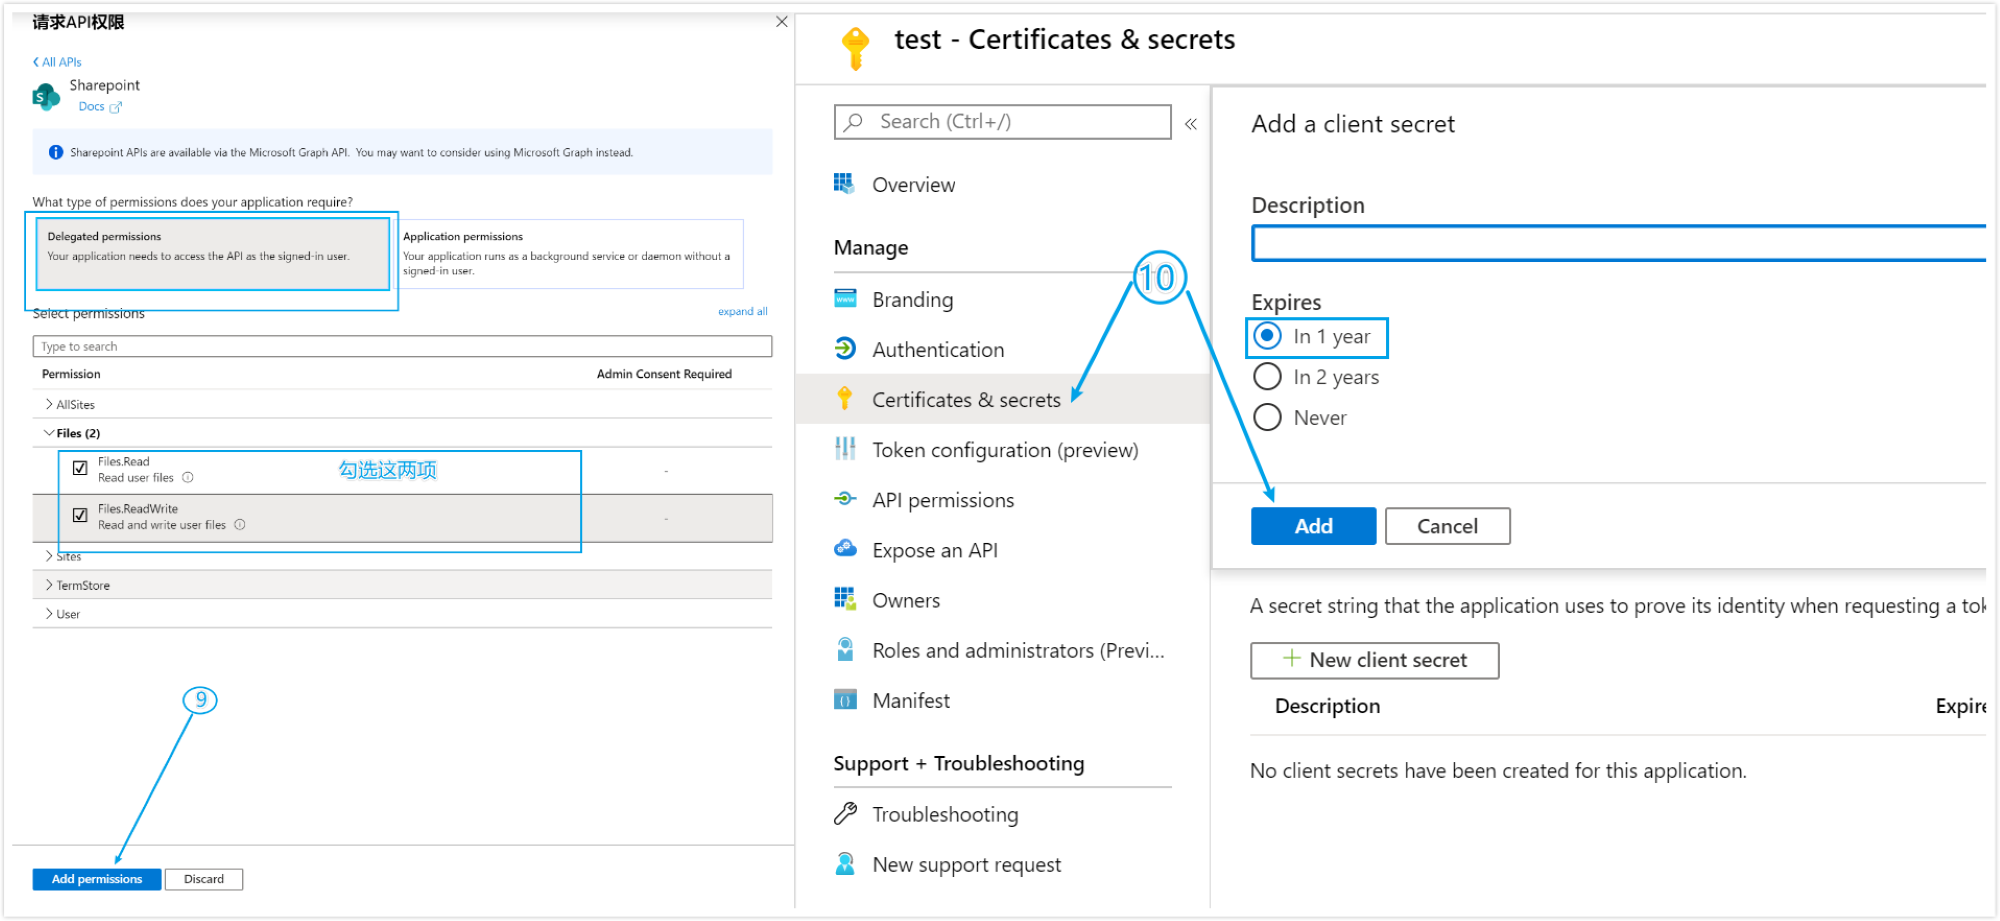 请求API权限
All APIs
Sharepoint
Docs
Sharepoint APIs are available via the Microsoft Graph API. You may want to consider using Microsoft Graph instead.
What type of permissions does your application require?
Delegated permissions
Your application needs to access the API as the signed-in user.
Application permissions
Your application runs as a background service or daemon without a
signed-in user.
Select permissions
expand all
Type to search
Permission
Admin Consent Required
AllSites
Files (2)
Files.Read
Read user files
勾选这两项
-
Files.ReadWrite
Read and write user files
-
Sites
TermStore
User
9
Add permissions
Discard
test - Certificates & secrets
Search (Ctrl+/)
«
Overview
Manage
Branding
Authentication
Certificates & secrets
Token configuration (preview)
API permissions
Expose an API
Owners
Roles and administrators (Previ...
Manifest
Support + Troubleshooting
Troubleshooting
New support request
10
Add a client secret
Description
Expires
In 1 year
In 2 years
Never
Add
Cancel
A secret string that the application uses to prove its identity when requesting a tok
New client secret
Description
Expire
No client secrets have been created for this application.